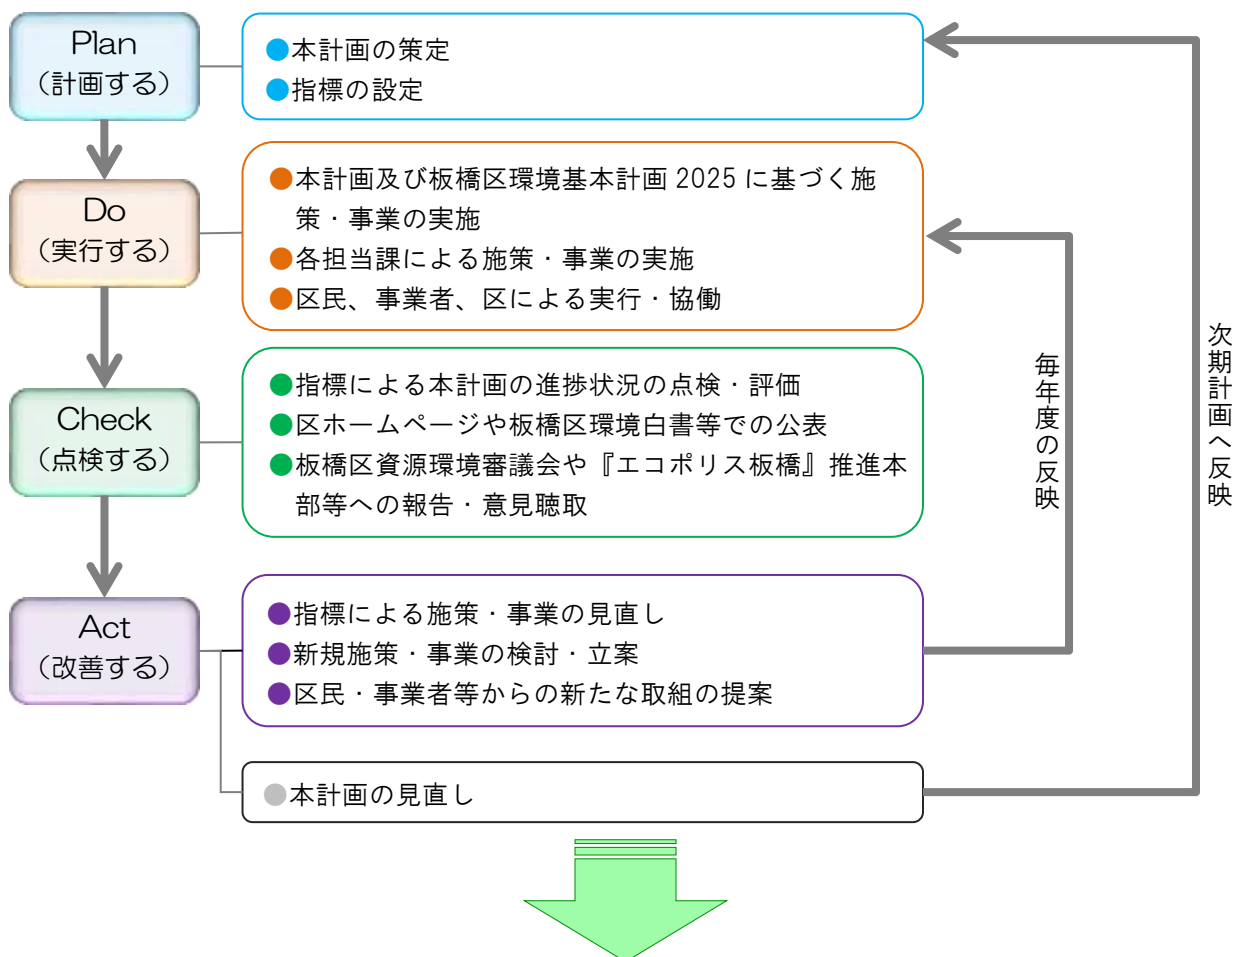 Plan
（計画する）
●本計画の策定
●指標の設定
Do
（実行する）
●本計画及び板橋区環境基本計画 2025 に基づく施
策・事業の実施
●各担当課による施策・事業の実施
●区民、事業者、区による実行・協働
Check
（点検する）
●指標による本計画の進捗状況の点検・評価
●区ホームページや板橋区環境白書等での公表
●板橋区資源環境審議会や『エコポリス板橋』推進本
部等への報告・意見聴取
Act
（改善する）
●指標による施策・事業の見直し
●新規施策・事業の検討・立案
●区民・事業者等からの新たな取組の提案
●本計画の見直し
毎年度の反映
次期計画へ反映